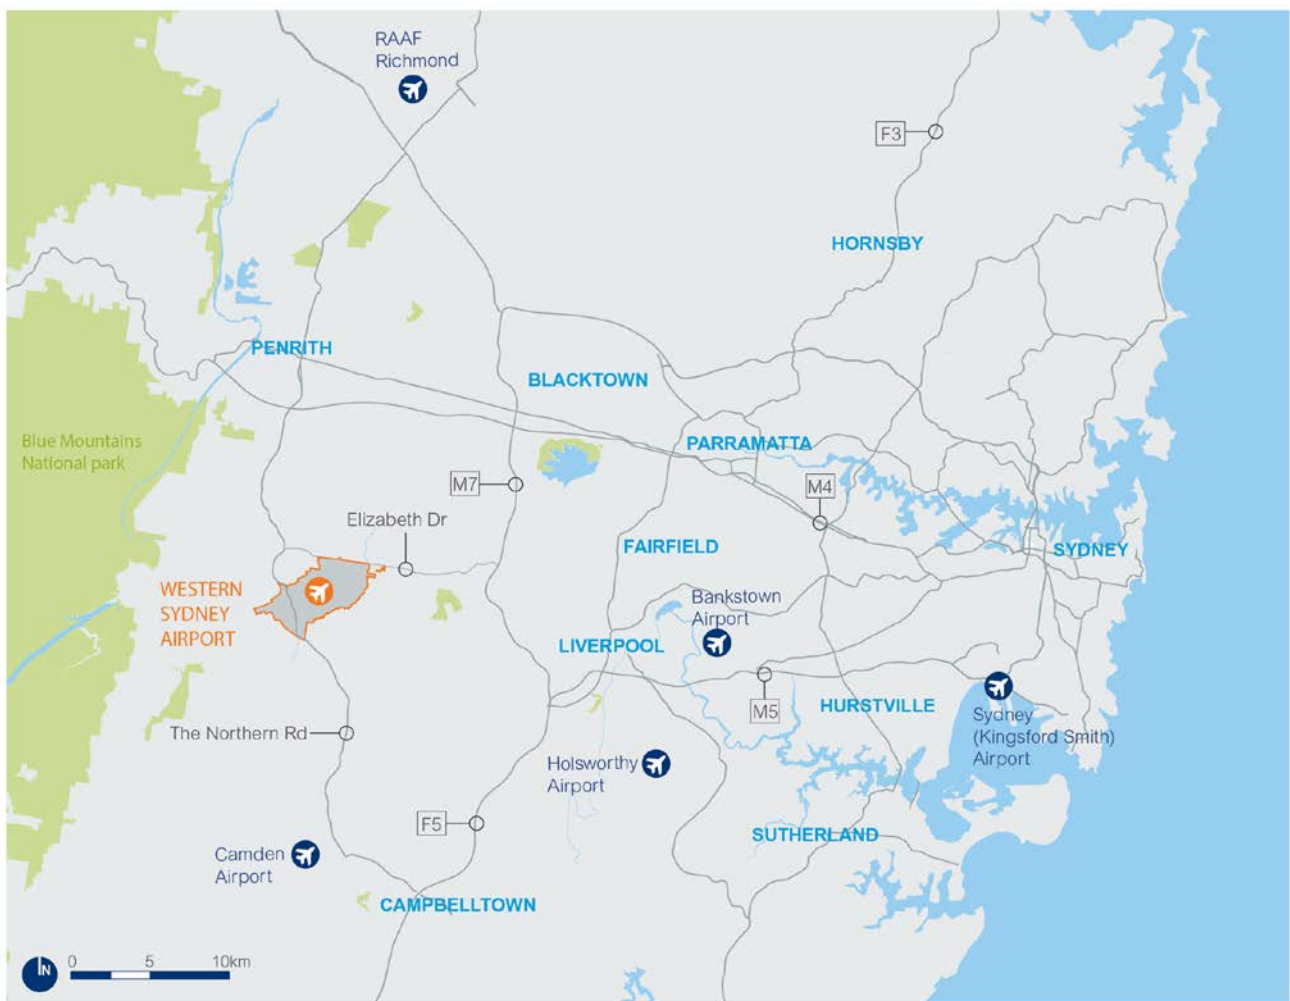 RAAF
Richmond
F3
HORNSBY
PENRITH
BLACKTOWN
Blue Mountains
National park
PARRAMATTA
M7
M4
Elizabeth Dr
FAIRFIELD
SYDNEY
WESTERN
SYDNEY
AIRPORT
Bankstown
Airport
LIVERPOOL
M5
HURSTVILLE
Sydney
(Kingsford Smith)
Airport
The Northern Rd
Holsworthy
Airport
F5
SUTHERLAND
Camden
Airport
CAMPBELLTOWN
N
0 5 10km